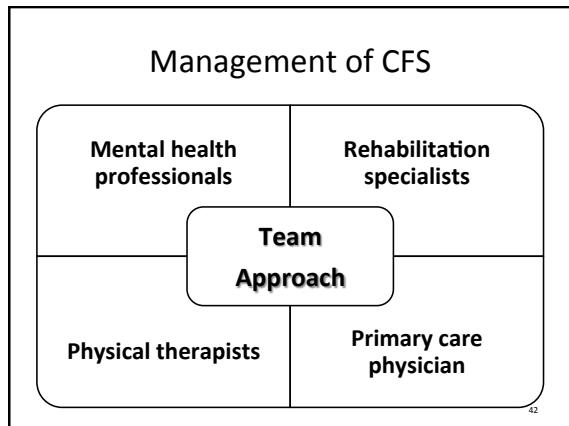 Management of CFS
Mental health
professionals
Rehabilitation
specialists
Team
Approach
Physical therapists
Primary care
physician
42